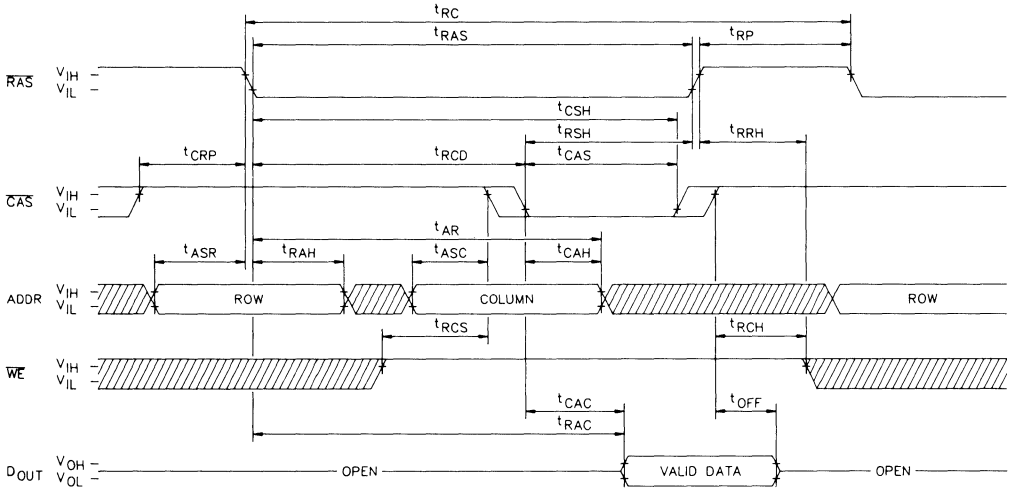 tRC
tRAS
tRP
RAS VIH
VIL
tCSH
tRSH
tRRH
tCRP
tRCD
tCAS
CAS VIH
VIL
tAR
tASR
tRAH
tASC
tCAH
ADDR VIH
VIL
ROW
COLUMN
ROW
tRCS
tRCH
WE VIH
VIL
tCAC
tOFF
tRAC
DOUT VOH
VOL
OPEN
VALID DATA
OPEN